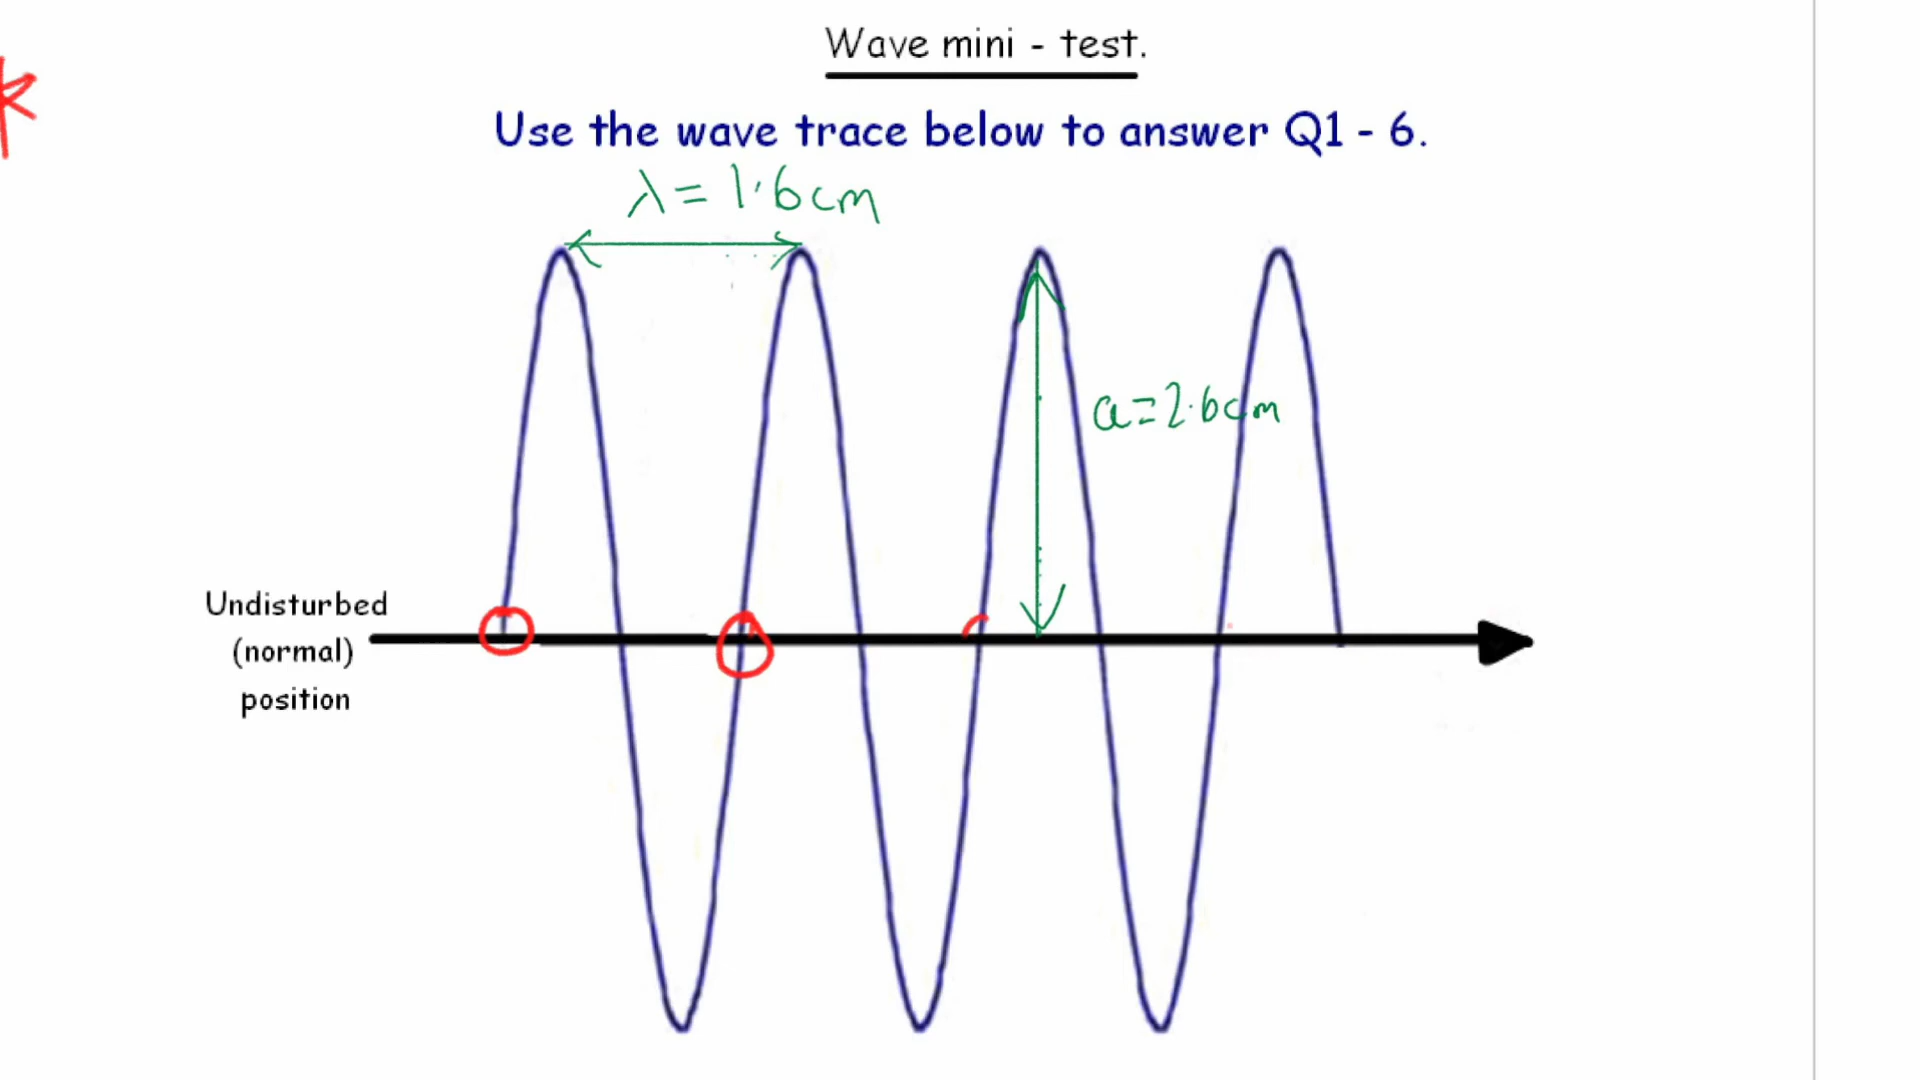 Wave mini - test.
Use the wave trace below to answer Q1 - 6.
λ = 1.6cm
a=2.6cm
Undisturbed
(normal)
position